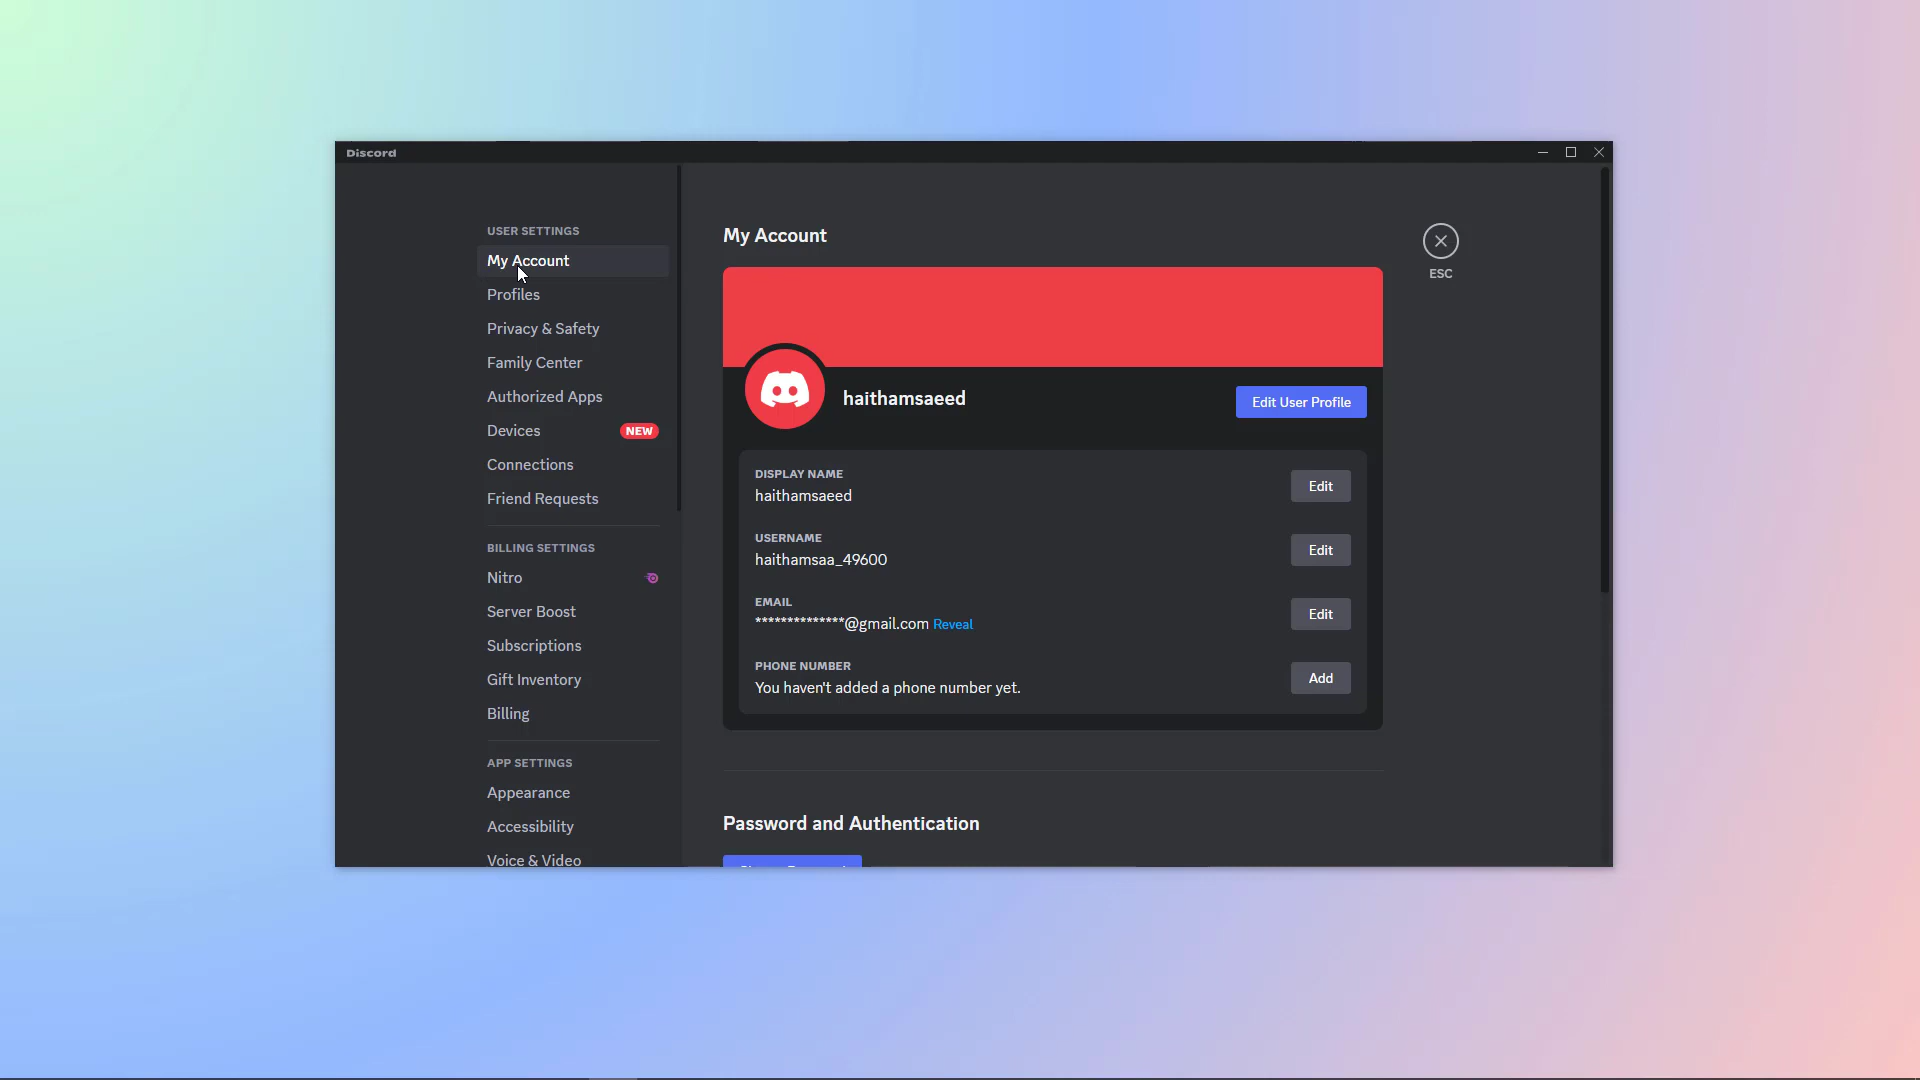 Discord
USER SETTINGS
My Account
Profiles
Privacy & Safety
Family Center
Authorized Apps
Devices NEW
Connections
Friend Requests
BILLING SETTINGS
Nitro
Server Boost
Subscriptions
Gift Inventory
Billing
APP SETTINGS
Appearance
Accessibility
Voice & Video
My Account
ESC
haithamsaeed
Edit User Profile
DISPLAY NAME
haithamsaeed
Edit
USERNAME
haithamsaa_49600
Edit
EMAIL
**************@gmail.com Reveal
Edit
PHONE NUMBER
You haven't added a phone number yet.
Add
Password and Authentication